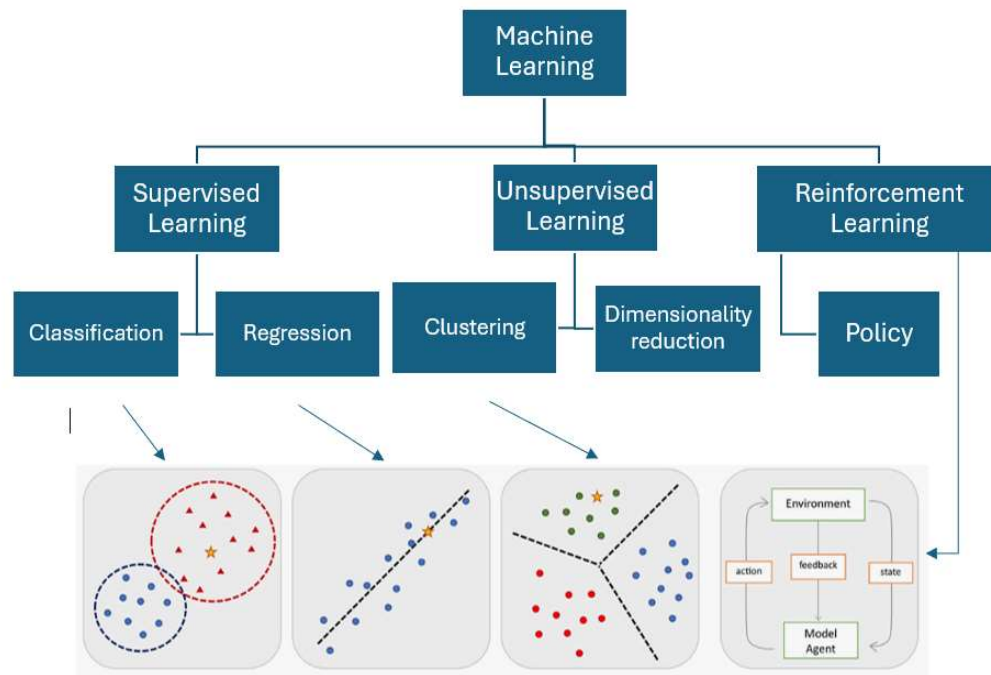 Machine
Learning
Supervised
Learning
Unsupervised
Learning
Reinforcement
Learning
Classification
Regression
Clustering
Dimensionality
reduction
Policy
Environment
action
feedback
state
Model
Agent